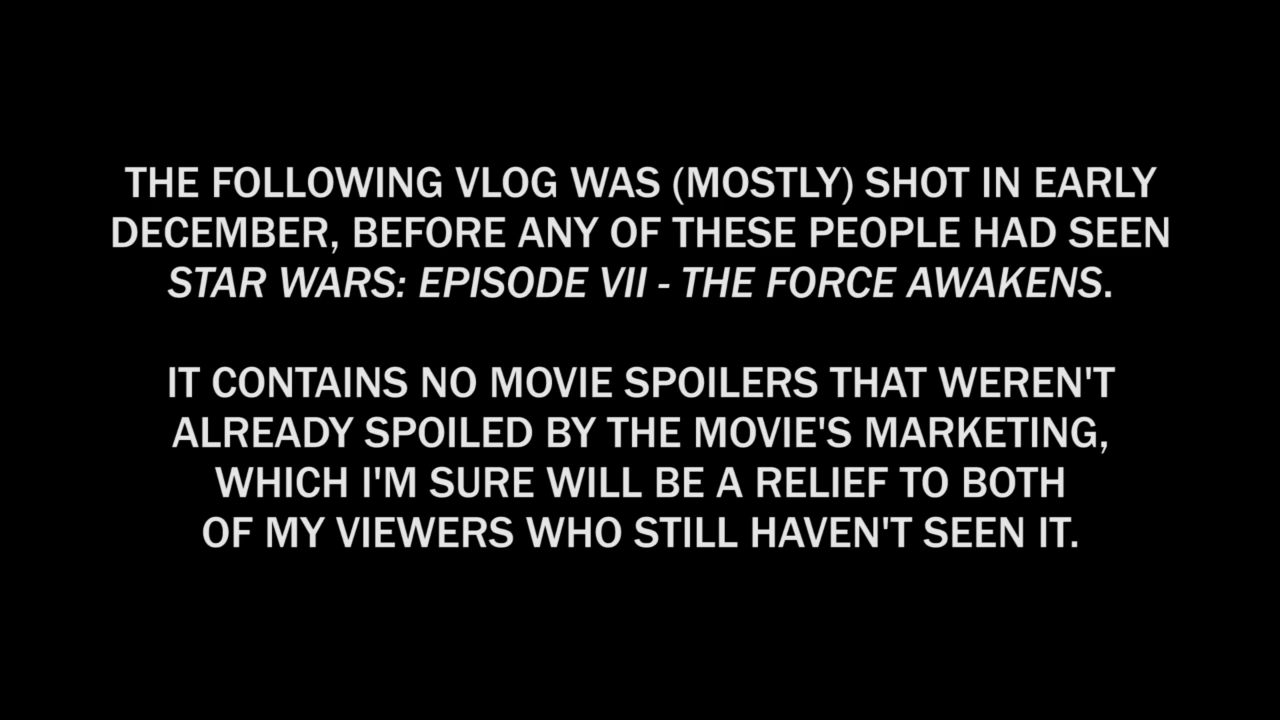 THE FOLLOWING VLOG WAS (MOSTLY) SHOT IN EARLY
DECEMBER, BEFORE ANY OF THESE PEOPLE HAD SEEN
STAR WARS: EPISODE VII - THE FORCE AWAKENS.
IT CONTAINS NO MOVIE SPOILERS THAT WEREN'T
ALREADY SPOILED BY THE MOVIE'S MARKETING,
WHICH I'M SURE WILL BE A RELIEF TO BOTH
OF MY VIEWERS WHO STILL HAVEN'T SEEN IT.